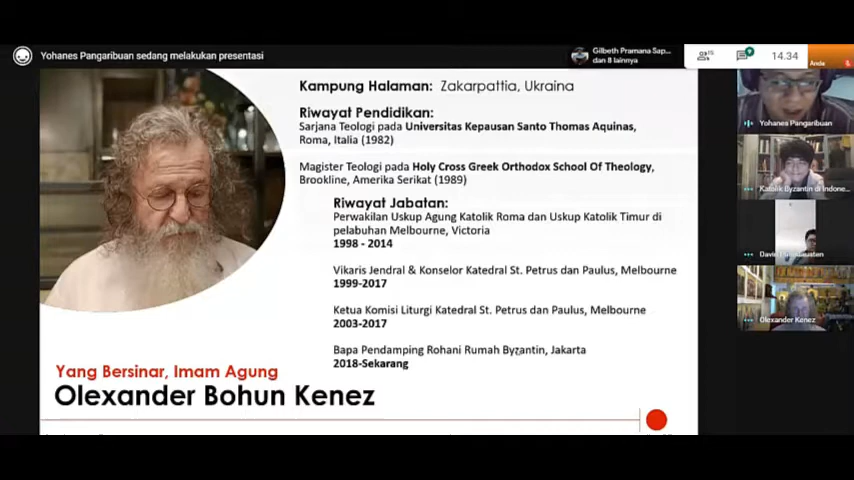 Yohanes Pangaribuan sedang melakukan presentasi
Gilbeth Pramana Sap...
dan 8 lainnya
15
9
14.34
Anda
Kampung Halaman: Zakarpattia, Ukraina
Riwayat Pendidikan:
Sarjana Teologi pada Universitas Kepausan Santo Thomas Aquinas,
Roma, Italia (1982)
Magister Teologi pada Holy Cross Greek Orthodox School Of Theology,
Brookline, Amerika Serikat (1989)
Riwayat Jabatan:
Perwakilan Uskup Agung Katolik Roma dan Uskup Katolik Timur di
pelabuhan Melbourne, Victoria
1998 - 2014
Vikaris Jendral & Konselor Katedral St. Petrus dan Paulus, Melbourne
1999-2017
Ketua Komisi Liturgi Katedral St. Petrus dan Paulus, Melbourne
2003-2017
Bapa Pendamping Rohani Rumah Byzantin, Jakarta
2018-Sekarang
Yang Bersinar, Imam Agung
Olexander Bohun Kenez
Yohanes Pangaribuan
Katolik Byzantin di Indone...
David
Olexander Kenez